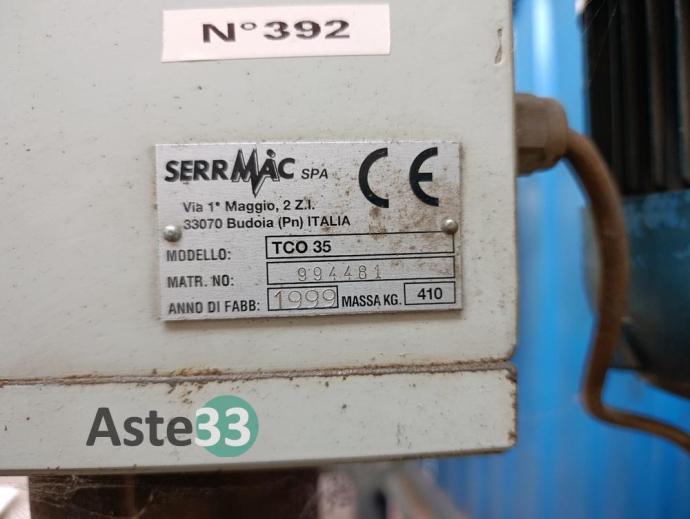 N°392
SERRMAC SPA CE
Via 1° Maggio, 2 Z.I.
33070 Budoia (Pn) ITALIA
MODELLO: TCO 35
MATR. NO: 994481
ANNO DI FABB: 1999 MASSA KG. 410
Aste33